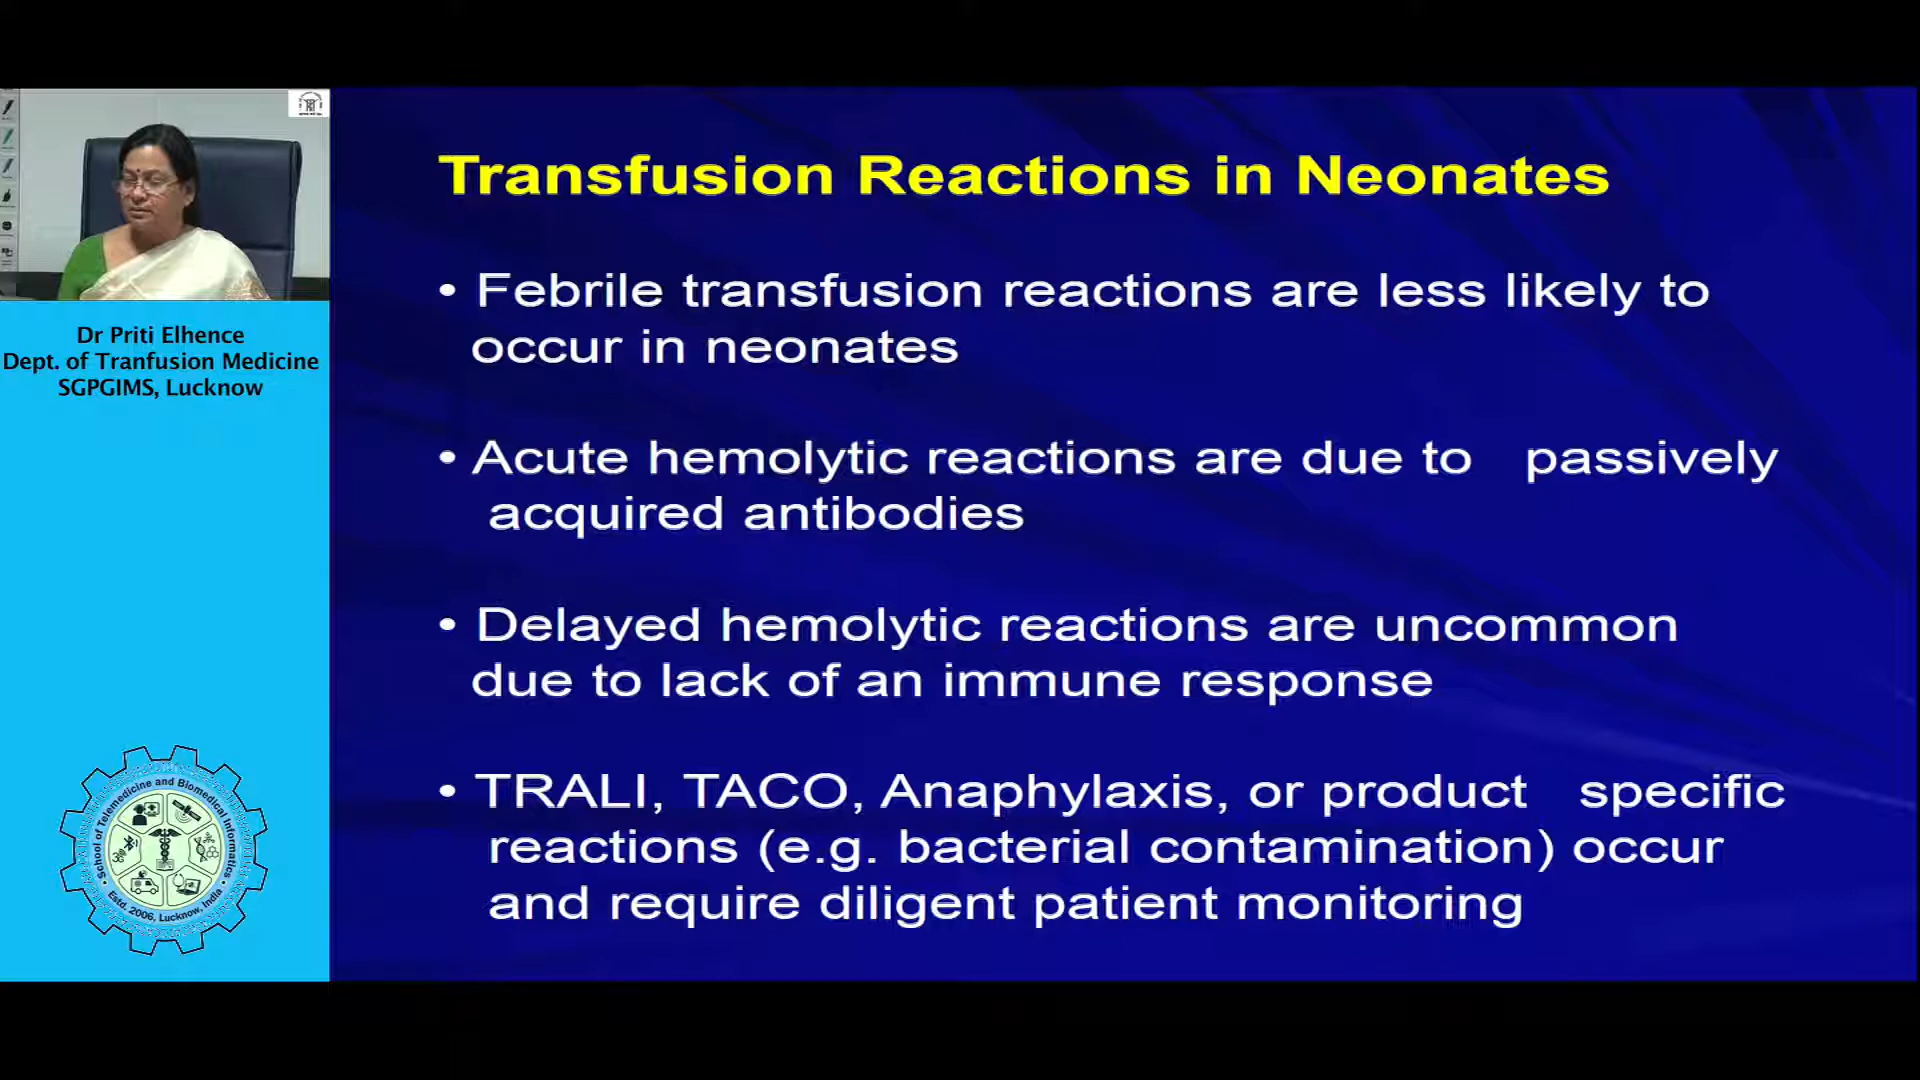 Transfusion Reactions in Neonates
• Febrile transfusion reactions are less likely to
occur in neonates
• Acute hemolytic reactions are due to passively
acquired antibodies
• Delayed hemolytic reactions are uncommon
due to lack of an immune response
• TRALI, TACO, Anaphylaxis, or product specific
reactions (e.g. bacterial contamination) occur
and require diligent patient monitoring
Dr Priti Elhence
Dept. of Tranfusion Medicine
SGPGIMS, Lucknow
School of Telemedicine and Biomedical Informatics
Estd. 2006, Lucknow, India